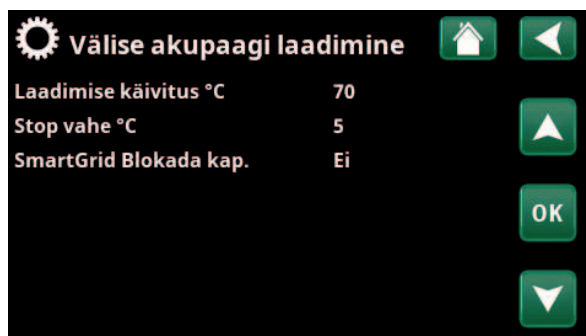 Välise akupaagi laadimine
Laadimise käivitus °C 70
Stop vahe °C 5
SmartGrid Blokada kap. Ei
OK